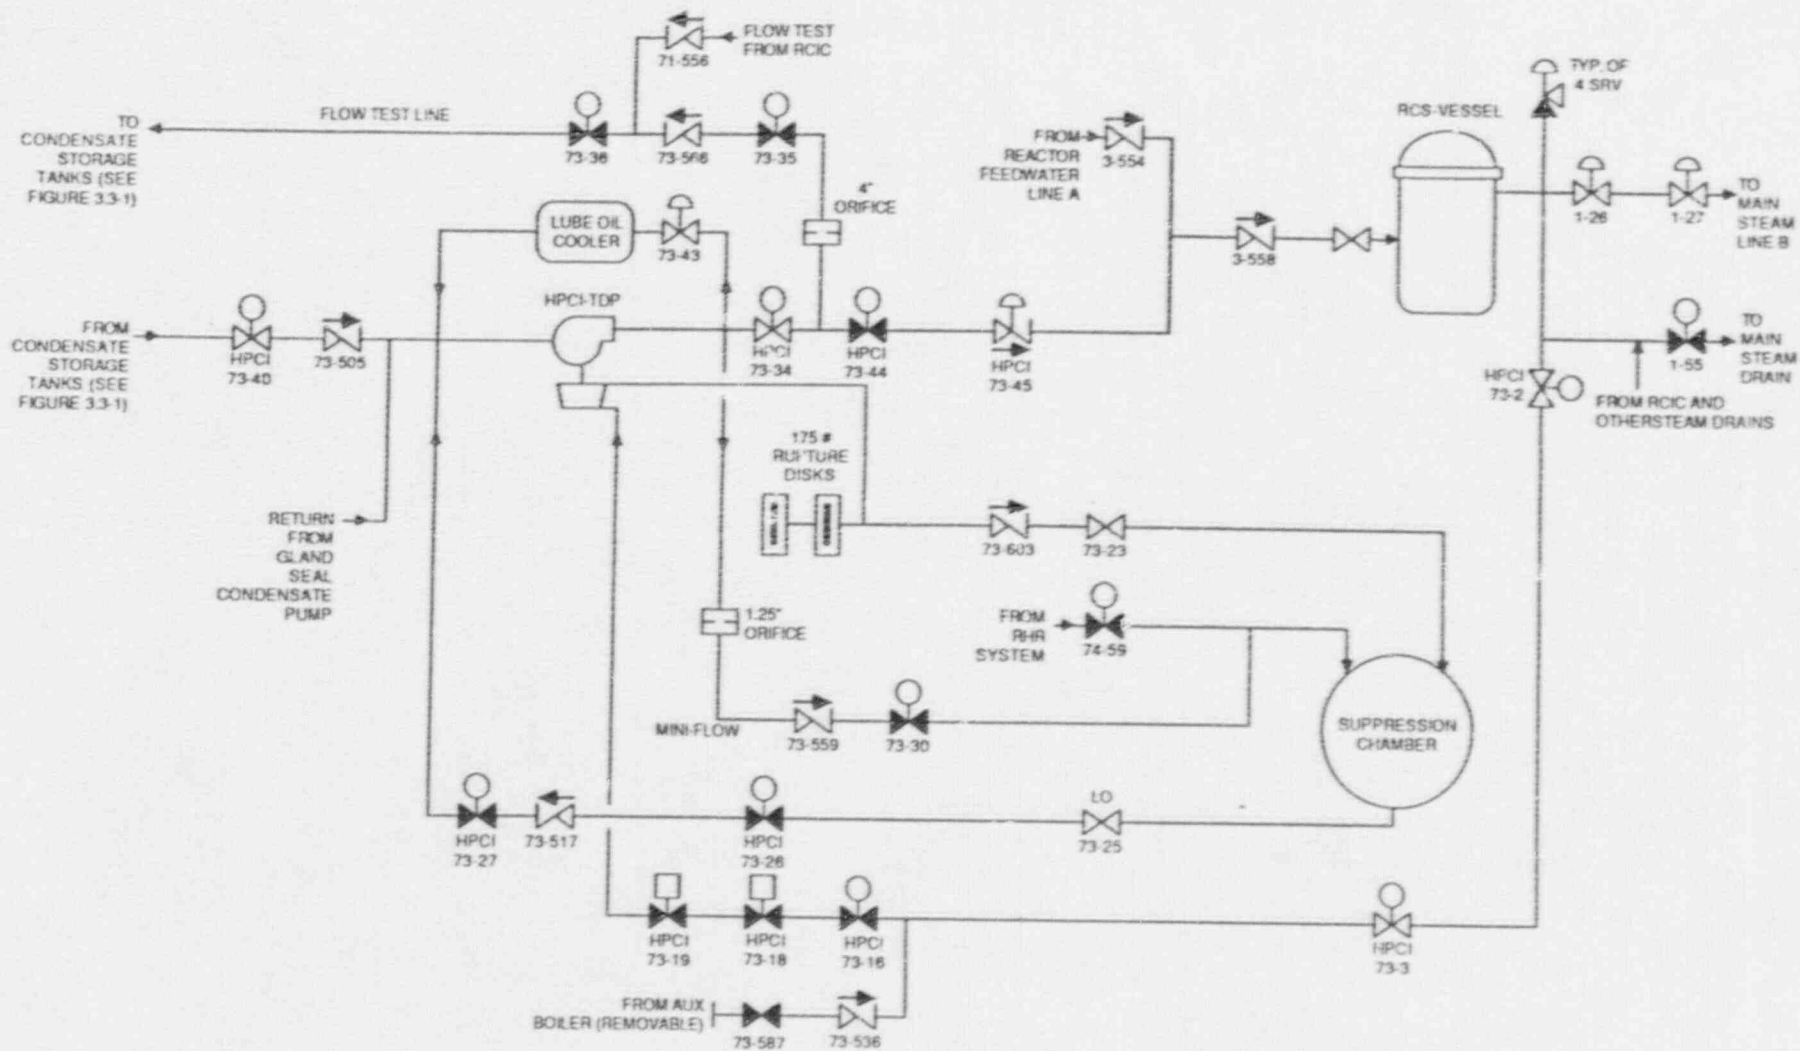 FLOW TEST
FROM RCIC
71-556
TYP. OF
4 SRV
TO
CONDENSATE
STORAGE
TANKS (SEE
FIGURE 3.3-1)
FLOW TEST LINE
73-36
73-566
73-35
FROM
REACTOR
FEEDWATER
LINE A
3-554
RCS-VESSEL
4"
ORIFICE
1-26
1-27
TO
MAIN
STEAM
LINE B
LUBE OIL
COOLER
73-43
3-558
HPCI-TDP
FROM
CONDENSATE
STORAGE
TANKS (SEE
FIGURE 3.3-1)
HPCI
73-40
73-505
HPCI
73-34
HPCI
73-44
HPCI
73-45
HPCI
73-2
1-55
TO
MAIN
STEAM
DRAIN
FROM RCIC AND
OTHERSTEAM DRAINS
175 #
RUPTURE
DISKS
RETURN
FROM
GLAND
SEAL
CONDENSATE
PUMP
73-603
73-23
1.25"
ORIFICE
FROM
RHR
SYSTEM
74-59
MINI-FLOW
73-559
73-30
SUPPRESSION
CHAMBER
HPCI
73-27
73-517
HPCI
73-26
LO
73-25
HPCI
73-19
HPCI
73-18
HPCI
73-16
HPCI
73-3
FROM AUX
BOILER (REMOVABLE)
73-587
73-536